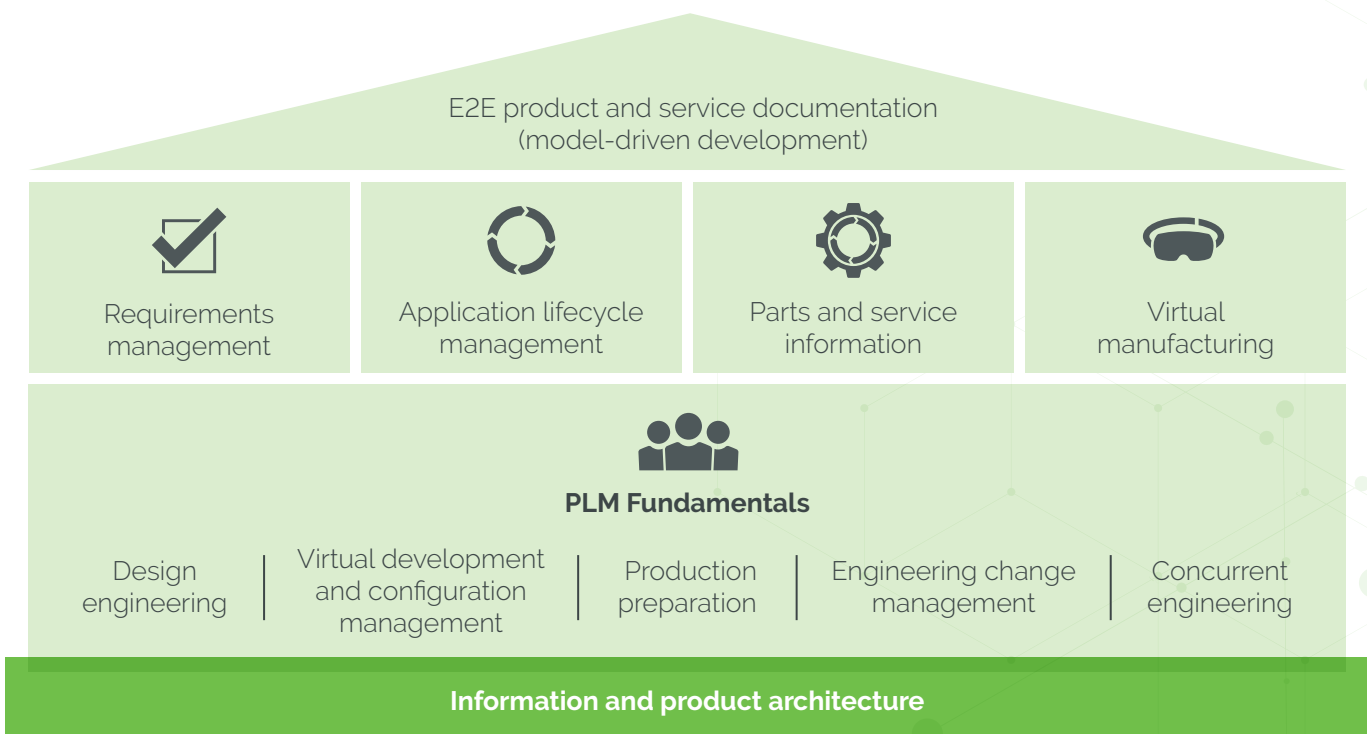 E2E product and service documentation
(model-driven development)
Requirements
management
Application lifecycle
management
Parts and service
information
Virtual
manufacturing
PLM Fundamentals
Design
engineering
Virtual development
and configuration
management
Production
preparation
Engineering change
management
Concurrent
engineering
Information and product architecture